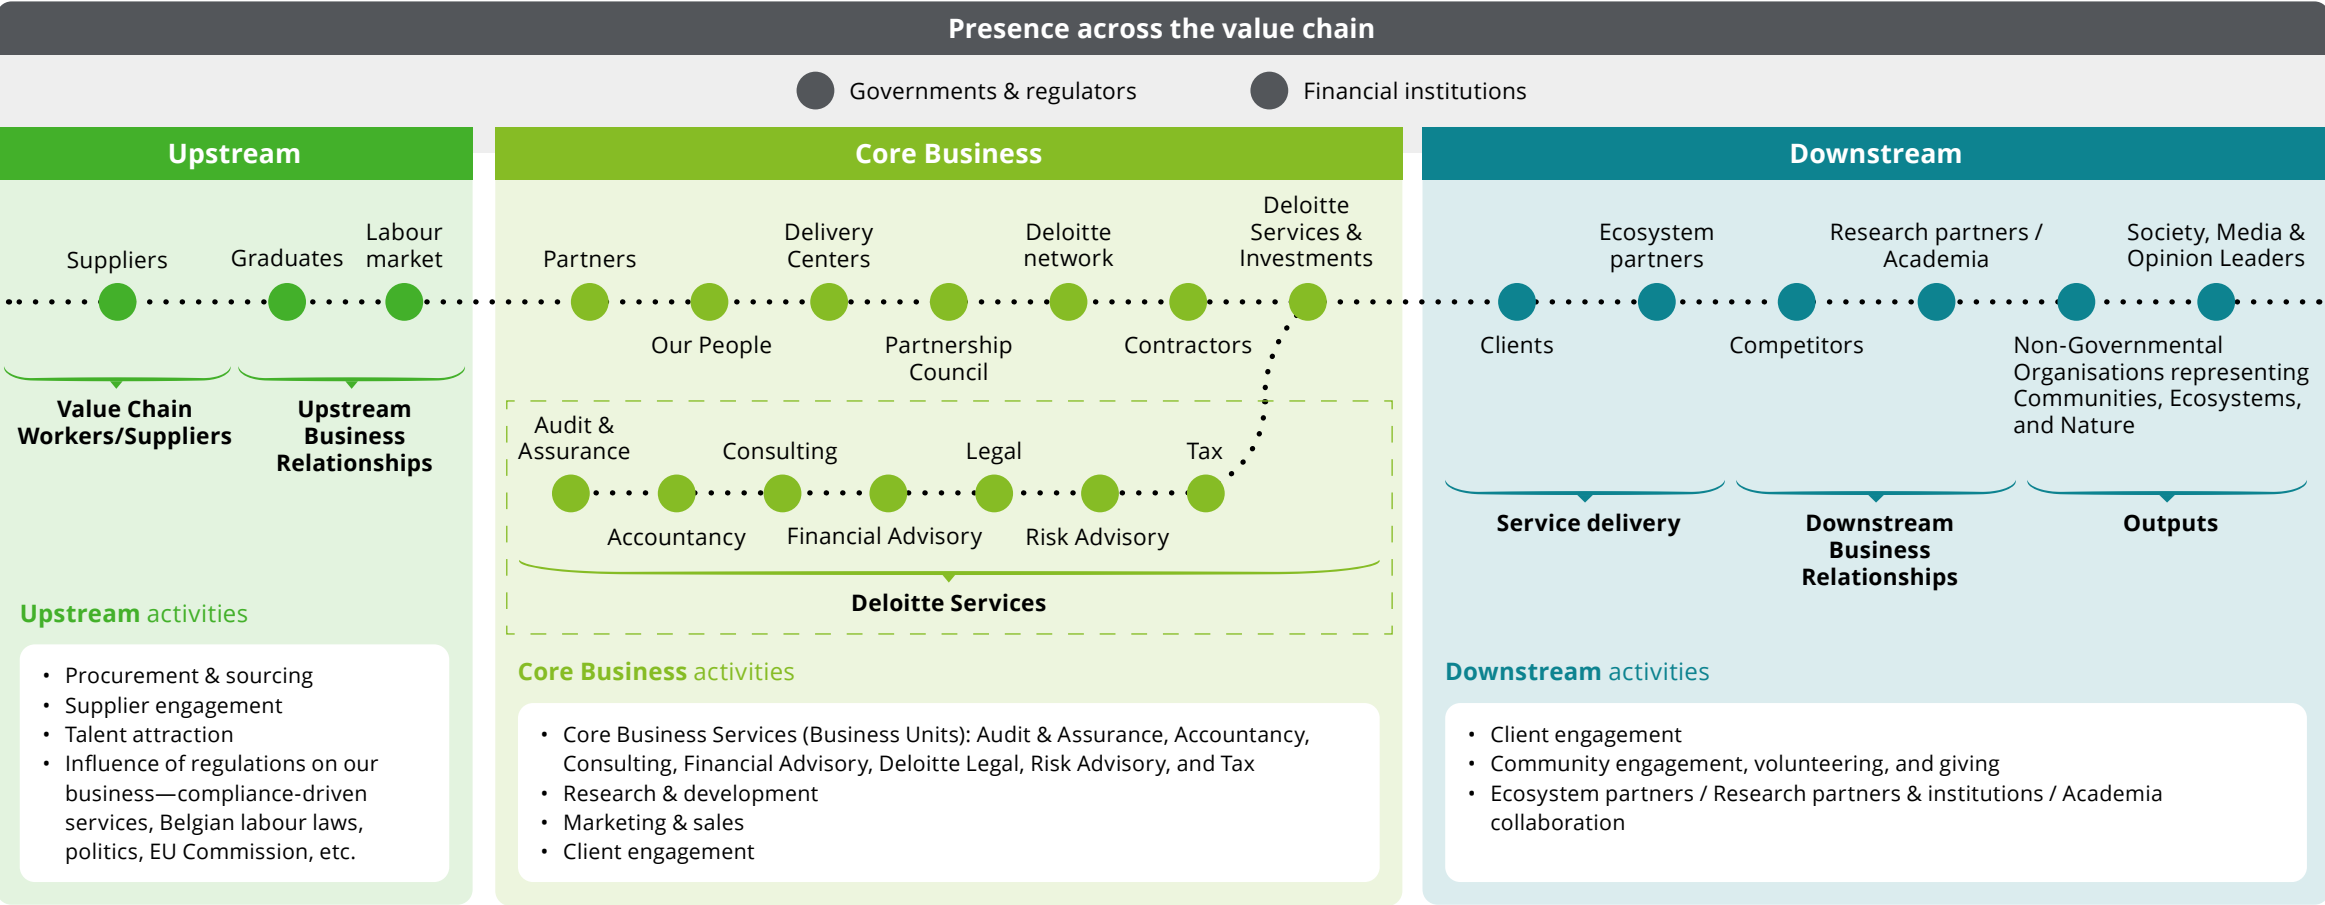 Presence across the value chain
Governments & regulators
Financial institutions
Upstream
Suppliers
Graduates
Labour
market
Value Chain
Workers/Suppliers
Upstream
Business
Relationships
Upstream activities
• Procurement & sourcing
• Supplier engagement
• Talent attraction
• Influence of regulations on our
business—compliance-driven
services, Belgian labour laws,
politics, EU Commission, etc.
Core Business
Partners
Our People
Delivery
Centers
Partnership
Council
Deloitte
network
Contractors
Deloitte
Services &
Investments
Audit &
Assurance
Accountancy
Consulting
Financial Advisory
Legal
Risk Advisory
Tax
Deloitte Services
Core Business activities
• Core Business Services (Business Units): Audit & Assurance, Accountancy,
Consulting, Financial Advisory, Deloitte Legal, Risk Advisory, and Tax
• Research & development
• Marketing & sales
• Client engagement
Downstream
Clients
Ecosystem
partners
Competitors
Research partners /
Academia
Non-Governmental
Organisations representing
Communities, Ecosystems,
and Nature
Society, Media &
Opinion Leaders
Service delivery
Downstream
Business
Relationships
Outputs
Downstream activities
• Client engagement
• Community engagement, volunteering, and giving
• Ecosystem partners / Research partners & institutions / Academia
collaboration